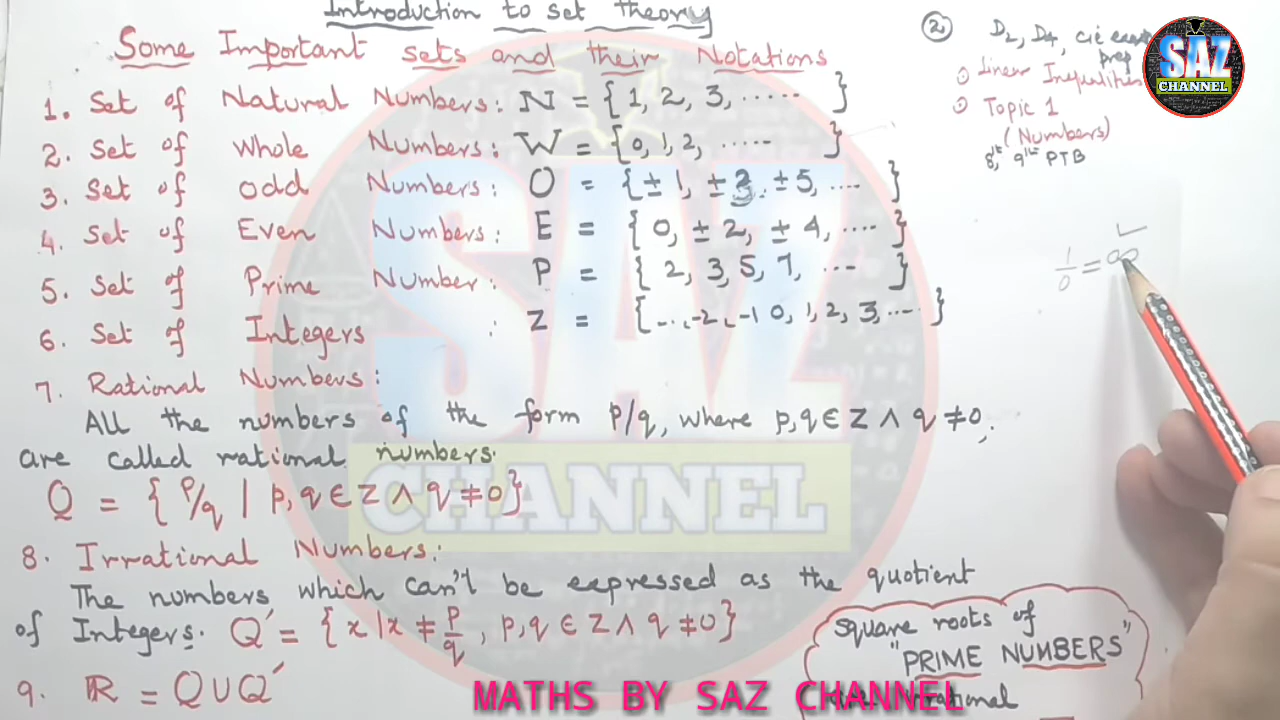 Introduction to set theory
Some Important sets and their Notations
1. Set of Natural Numbers: N = {1, 2, 3, ...... }
2. Set of Whole Numbers: W = {0, 1, 2, ..... }
3. Set of Odd Numbers: O = {±1, ±3, ±5, .... }
4. Set of Even Numbers: E = {0, ±2, ±4, .... }
5. Set of Prime Number: P = {2, 3, 5, 7, ... }
6. Set of Integers : Z = {..., -2, -1 0, 1, 2, 3, ....}
7. Rational Numbers:
All the numbers of the form p/q, where p, q ∈ Z ∧ q ≠ 0,
are called rational numbers.
Q = {P/q | p, q ∈ Z ∧ q ≠ 0}
8. Irrational Numbers:
The numbers which can't be expressed as the quotient
of Integers. Q′ = {x | x ≠ p/q, p, q ∈ Z ∧ q ≠ 0}
9. ℝ = Q∪Q′
2
D2, D4,
prep
Linear Inequalities
Topic 1
(Numbers)
8, 9th PTB
1/0 = ∞
square roots of
"PRIME NUMBERS"
SAZ
CHANNEL
SAZ
CHANNEL
MATHS BY SAZ CHANNEL